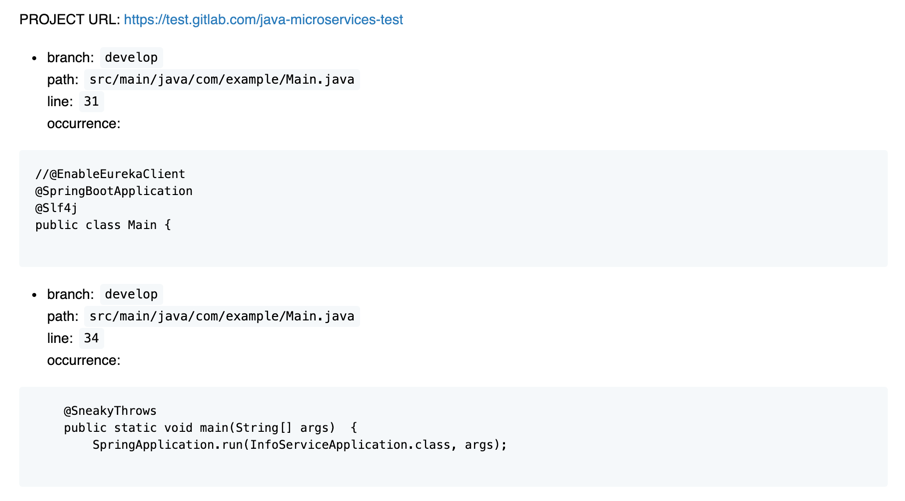 PROJECT URL: https://test.gitlab.com/java-microservices-test
• branch: develop
path: src/main/java/com/example/Main.java
line: 31
occurrence:
//@EnableEurekaClient
@SpringBootApplication
@Slf4j
public class Main {
• branch: develop
path: src/main/java/com/example/Main.java
line: 34
occurrence:
@SneakyThrows
public static void main(String[] args)  {
SpringApplication.run(InfoServiceApplication.class, args);